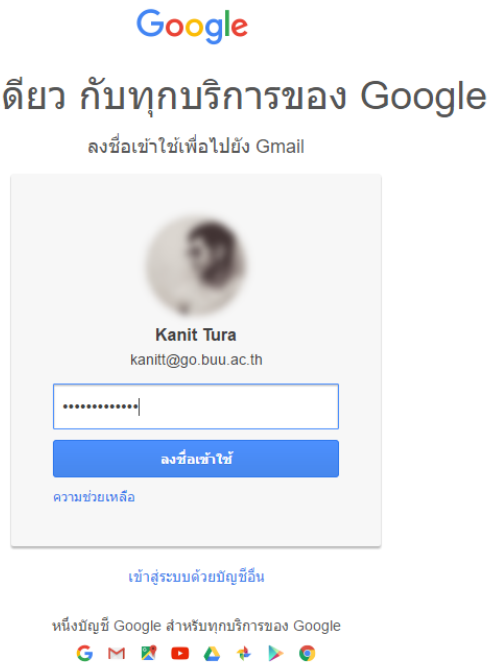 Google
ดียว กับทุกบริการของ Google
ลงชื่อเข้าใช้เพื่อไปยัง Gmail
Kanit Tura
kanitt@go.buu.ac.th
•••••••••••••
ลงชื่อเข้าใช้
ความช่วยเหลือ
เข้าสู่ระบบด้วยบัญชีอื่น
หนึ่งบัญชี Google สำหรับทุกบริการของ Google